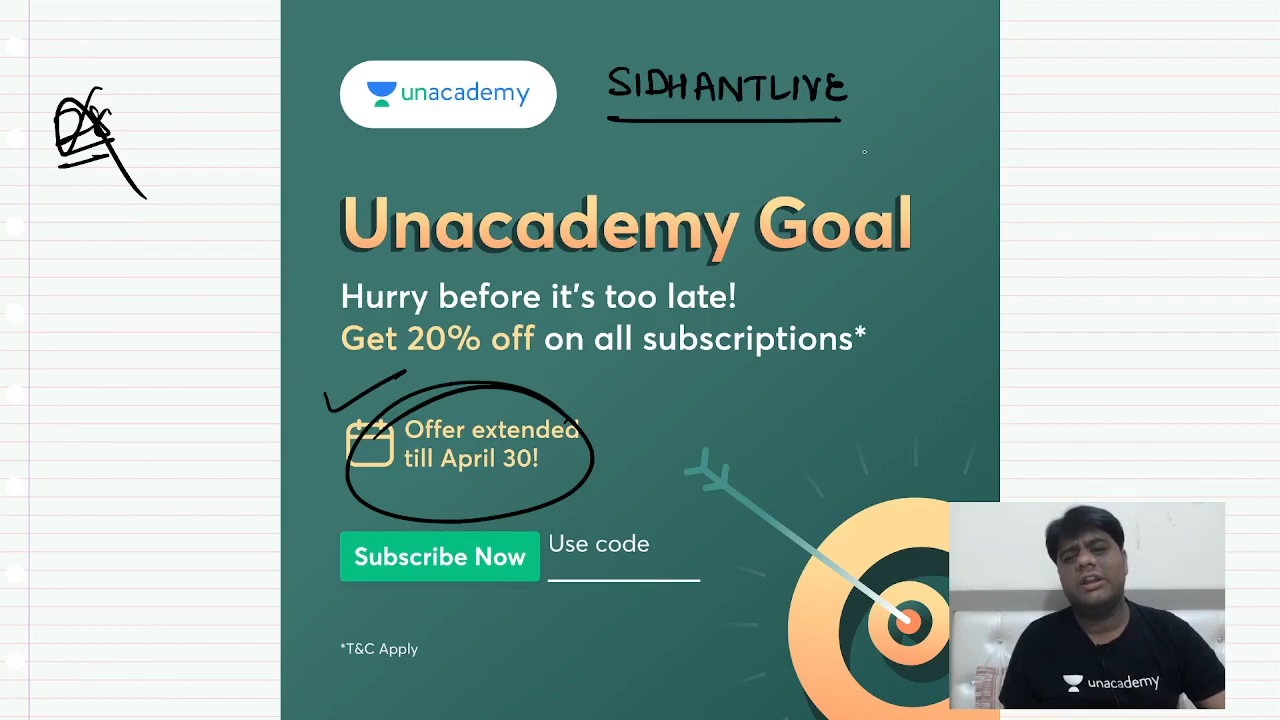 unacademy
SIDHANTLIVE
Unacademy Goal
Hurry before it's too late!
Get 20% off on all subscriptions*
Offer extended
till April 30!
Subscribe Now
Use code
*T&C Apply
unacademy